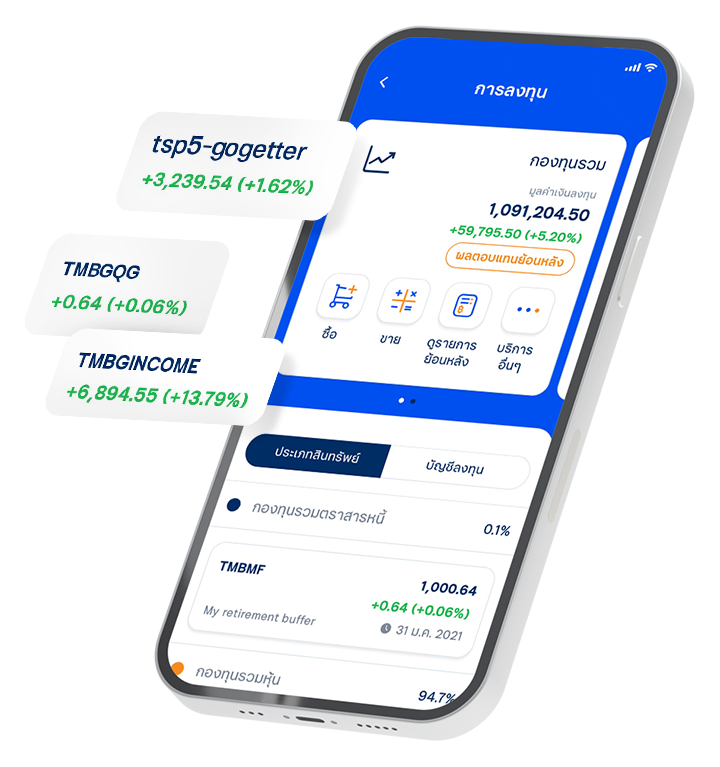 การลงทุน
กองทุนรวม
มูลค่าเงินลงทุน
1,091,204.50
+59,795.50 (+5.20%)
ผลตอบแทนย้อนหลัง
ซื้อ
ขาย
ดูรายการ
ย้อนหลัง
บริการ
อื่นๆ
tsp5-gogetter
+3,239.54 (+1.62%)
TMBGQG
+0.64 (+0.06%)
TMBGINCOME
+6,894.55 (+13.79%)
ประเภทสินทรัพย์
บัญชีลงทุน
กองทุนรวมตราสารหนี้
0.1%
TMBMF
1,000.64
+0.64 (+0.06%)
My retirement buffer
31 ม.ค. 2021
กองทุนรวมหุ้น
94.7%